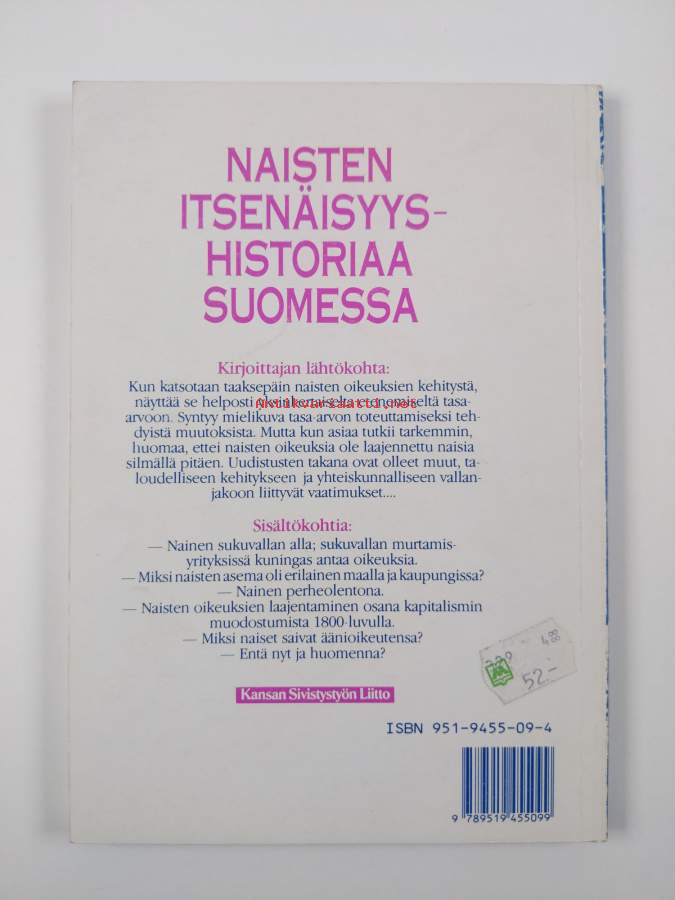 NAISTEN
ITSENÄISYYS-
HISTORIAA
SUOMESSA
Kirjoittajan lähtökohta:
Kun katsotaan taaksepäin naisten oikeuksien kehitystä,
näyttää se helposti yksinkertaiselta etenemiseltä tasa-
Antikvariaatti.net
arvoon. Syntyy mielikuva tasa-arvon toteuttamiseksi teh-
dyistä muutoksista. Mutta kun asiaa tutkii tarkemmin,
huomaa, ettei naisten oikeuksia ole laajennettu naisia
silmällä pitäen. Uudistusten takana ovat olleet muut, ta-
loudelliseen kehitykseen ja yhteiskunnalliseen vallan-
jakoon liittyvät vaatimukset....
Sisältökohtia:
— Nainen sukuvallan alla; sukuvallan murtamis-
yrityksissä kuningas antaa oikeuksia.
— Miksi naisten asema oli erilainen maalla ja kaupungissa?
— Nainen perheolentona.
— Naisten oikeuksien laajentaminen osana kapitalismin
muodostumista 1800-luvulla.
— Miksi naiset saivat äänioikeutensa?
— Entä nyt ja huomenna?
52-
Kansan Sivistystyön Liitto
ISBN 951-9455-09-4
9 789519 455099